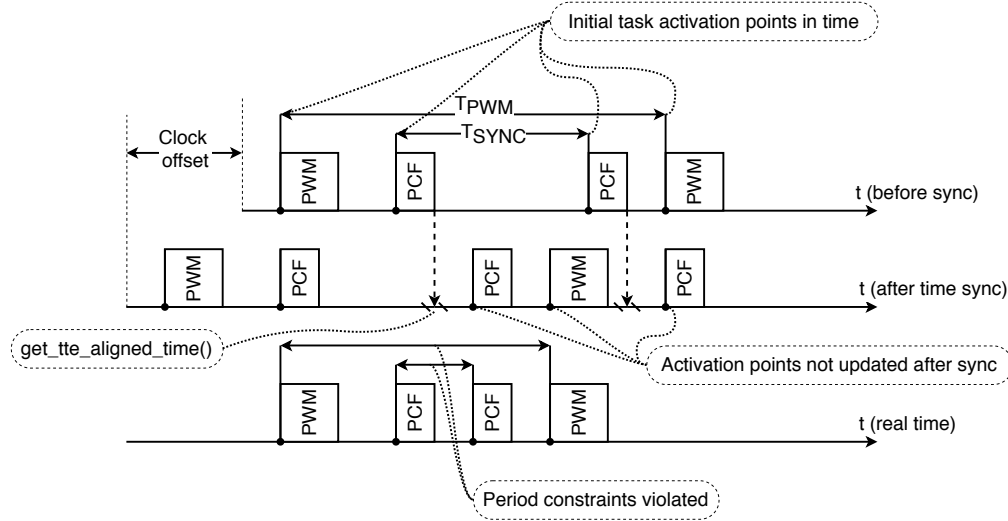 Initial task activation points in time
TPWM
TSYNC
Clock
offset
PWM
PCF
PCF
PWM
t (before sync)
PWM
PCF
PCF
PWM
PCF
t (after time sync)
get_tte_aligned_time()
Activation points not updated after sync
PWM
PCF
PCF
PWM
t (real time)
Period constraints violated